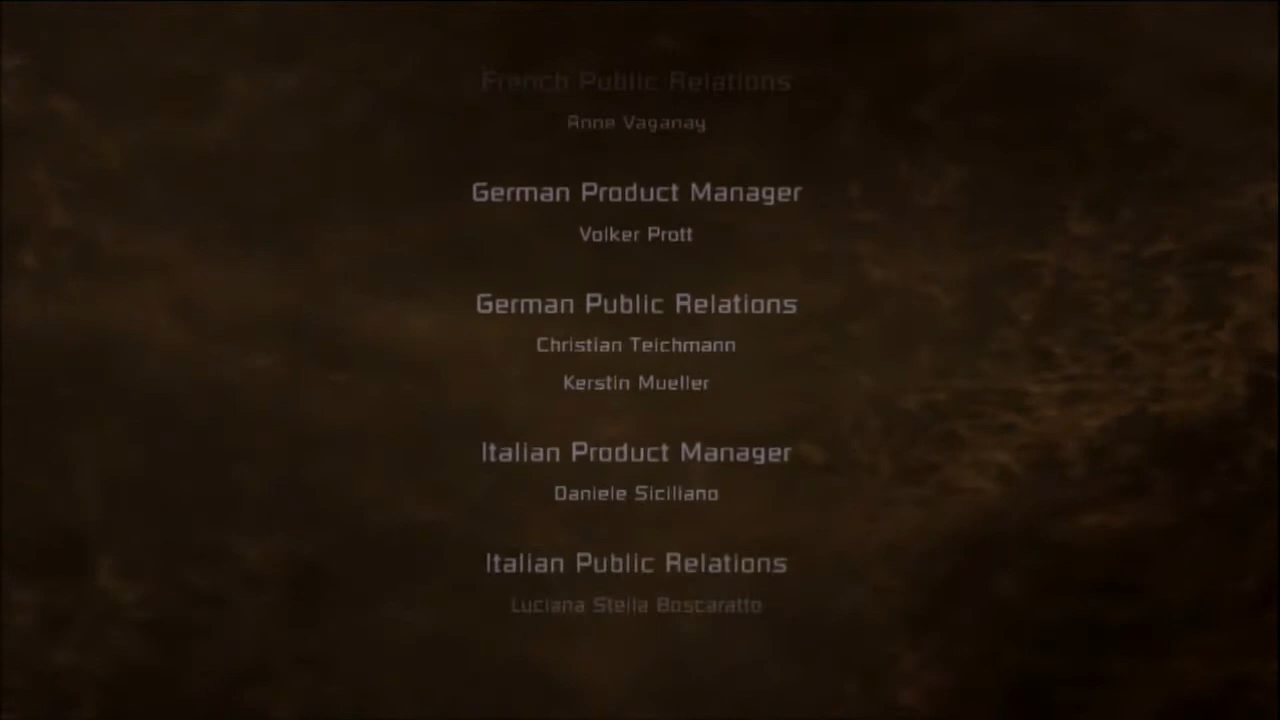 French Public Relations
Anne Vaganay
German Product Manager
Volker Prott
German Public Relations
Christian Teichmann
Kerstin Mueller
Italian Product Manager
Daniele Siciliano
Italian Public Relations
Luciana Stella Boscaratto